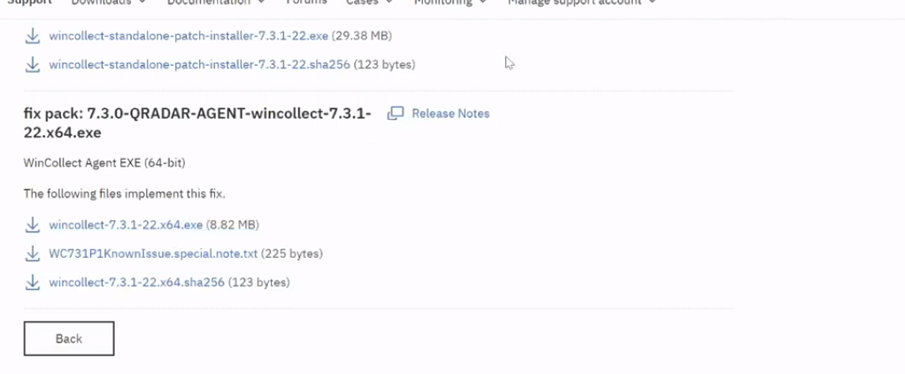 Support Downloads Documentation Forums Cases Monitoring Manage support account
wincollect-standalone-patch-installer-7.3.1-22.exe (29.38 MB)
wincollect-standalone-patch-installer-7.3.1-22.sha256 (123 bytes)
fix pack: 7.3.0-QRADAR-AGENT-wincollect-7.3.1- Release Notes
22.x64.exe
WinCollect Agent EXE (64-bit)
The following files implement this fix.
wincollect-7.3.1-22.x64.exe (8.82 MB)
WC731P1KnownIssue.special.note.txt (225 bytes)
wincollect-7.3.1-22.x64.sha256 (123 bytes)
Back